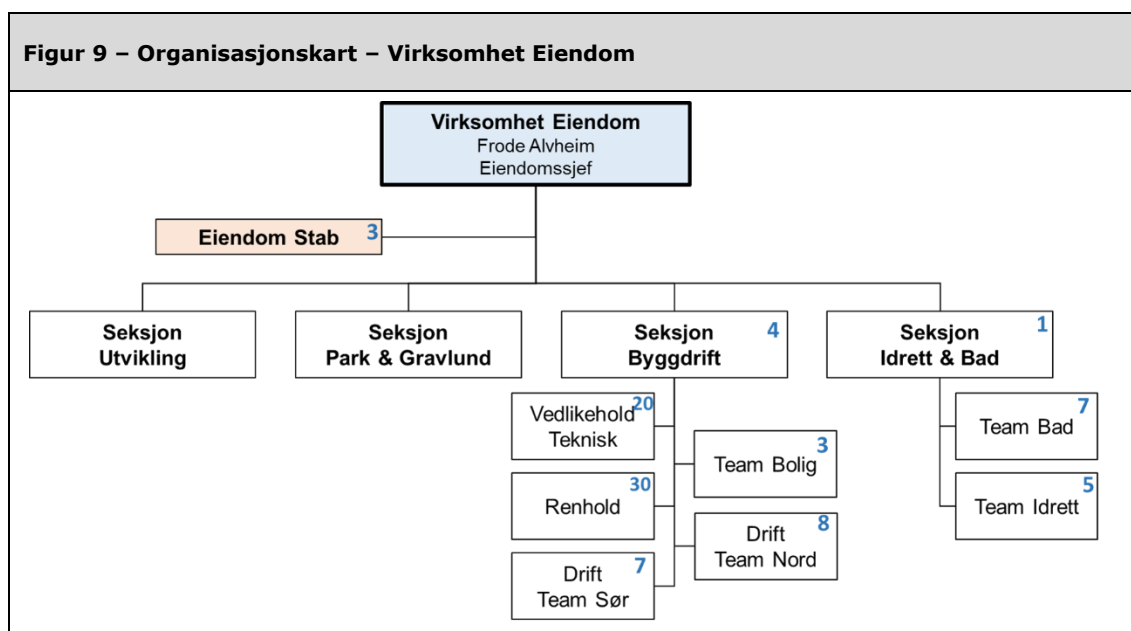 Figur 9 – Organisasjonskart – Virksomhet Eiendom
Virksomhet Eiendom
Frode Alvheim
Eiendomssjef
Eiendom Stab 3
Seksjon
Utvikling
Seksjon
Park & Gravlund
Seksjon 4
Byggdrift
Seksjon 1
Idrett & Bad
Vedlikehold 20
Teknisk
Renhold 30
Drift 7
Team Sør
Team Bolig 3
Drift 8
Team Nord
Team Bad 7
Team Idrett 5